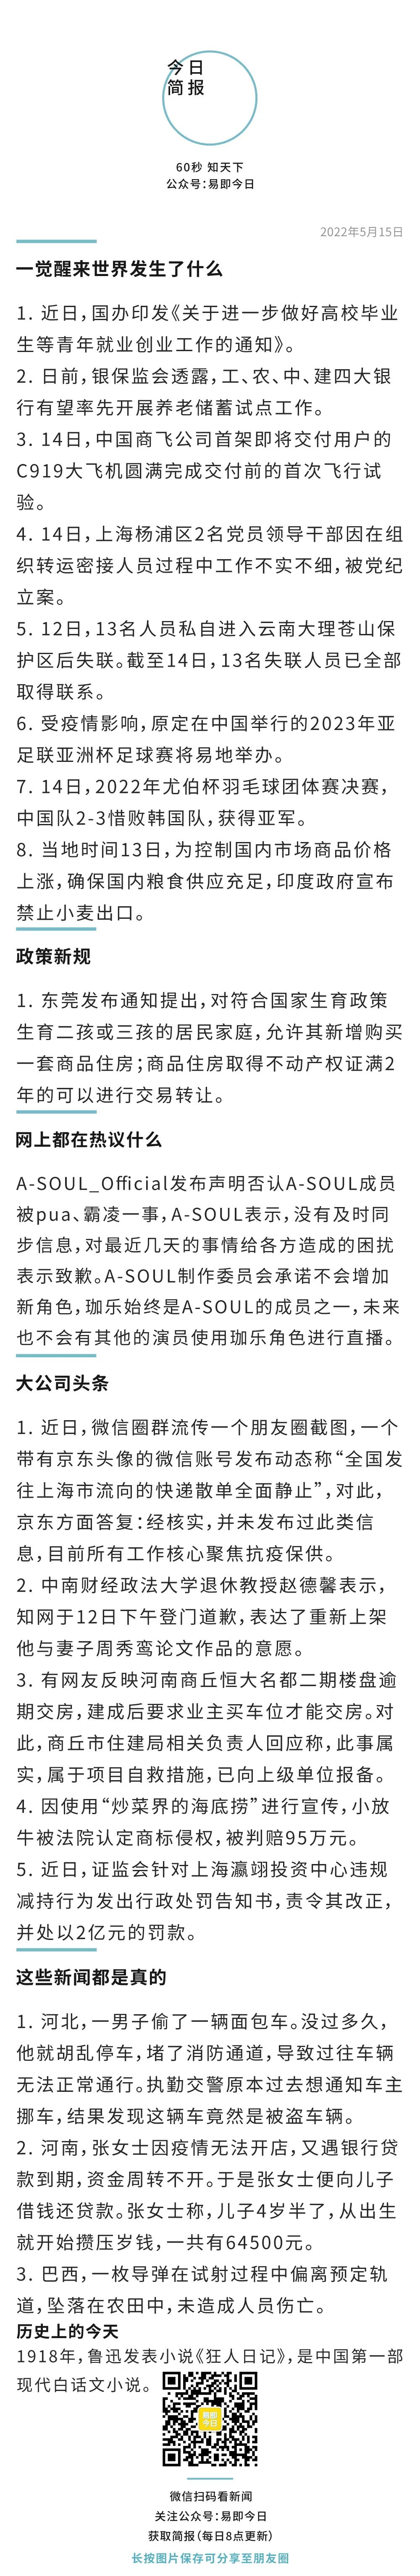 今日
简报
60秒 知天下
公众号：易即今日
2022年5月15日
一觉醒来世界发生了什么
1. 近日，国办印发《关于进一步做好高校毕业
生等青年就业创业工作的通知》。
2. 日前，银保监会透露，工、农、中、建四大银
行有望率先开展养老储蓄试点工作。
3. 14日，中国商飞公司首架即将交付用户的
C919大飞机圆满完成交付前的首次飞行试
验。
4. 14日，上海杨浦区2名党员领导干部因在组
织转运密接人员过程中工作不实不细，被党纪
立案。
5. 12日，13名人员私自进入云南大理苍山保
护区后失联。截至14日，13名失联人员已全部
取得联系。
6. 受疫情影响，原定在中国举行的2023年亚
足联亚洲杯足球赛将易地举办。
7. 14日，2022年尤伯杯羽毛球团体赛决赛，
中国队2-3惜败韩国队，获得亚军。
8. 当地时间13日，为控制国内市场商品价格
上涨，确保国内粮食供应充足，印度政府宣布
禁止小麦出口。
政策新规
1. 东莞发布通知提出，对符合国家生育政策
生育二孩或三孩的居民家庭，允许其新增购买
一套商品住房；商品住房取得不动产权证满2
年的可以进行交易转让。
网上都在热议什么
A-SOUL_Official发布声明否认A-SOUL成员
被pua、霸凌一事，A-SOUL表示，没有及时同
步信息，对最近几天的事情给各方造成的困扰
表示致歉。A-SOUL制作委员会承诺不会增加
新角色，珈乐始终是A-SOUL的成员之一，未来
也不会有其他的演员使用珈乐角色进行直播。
大公司头条
1. 近日，微信圈群流传一个朋友圈截图，一个
带有京东头像的微信账号发布动态称“全国发
往上海市流向的快递散单全面静止”，对此，
京东方面答复：经核实，并未发布过此类信
息，目前所有工作核心聚焦抗疫保供。
2. 中南财经政法大学退休教授赵德馨表示，
知网于12日下午登门道歉，表达了重新上架
他与妻子周秀鸾论文作品的意愿。
3. 有网友反映河南商丘恒大名都二期楼盘逾
期交房，建成后要求业主买车位才能交房。对
此，商丘市住建局相关负责人回应称，此事属
实，属于项目自救措施，已向上级单位报备。
4. 因使用“炒菜界的海底捞”进行宣传，小放
牛被法院认定商标侵权，被判赔95万元。
5. 近日，证监会针对上海瀛翊投资中心违规
减持行为发出行政处罚告知书，责令其改正，
并处以2亿元的罚款。
这些新闻都是真的
1. 河北，一男子偷了一辆面包车。没过多久，
他就胡乱停车，堵了消防通道，导致过往车辆
无法正常通行。执勤交警原本过去想通知车主
挪车，结果发现这辆车竟然是被盗车辆。
2. 河南，张女士因疫情无法开店，又遇银行贷
款到期，资金周转不开。于是张女士便向儿子
借钱还贷款。张女士称，儿子4岁半了，从出生
就开始攒压岁钱，一共有64500元。
3. 巴西，一枚导弹在试射过程中偏离预定轨
道，坠落在农田中，未造成人员伤亡。
历史上的今天
1918年，鲁迅发表小说《狂人日记》，是中国第一部
现代白话文小说。
易即
今日
微信扫码看新闻
关注公众号：易即今日
获取简报（每日8点更新）
长按图片保存可分享至朋友圈